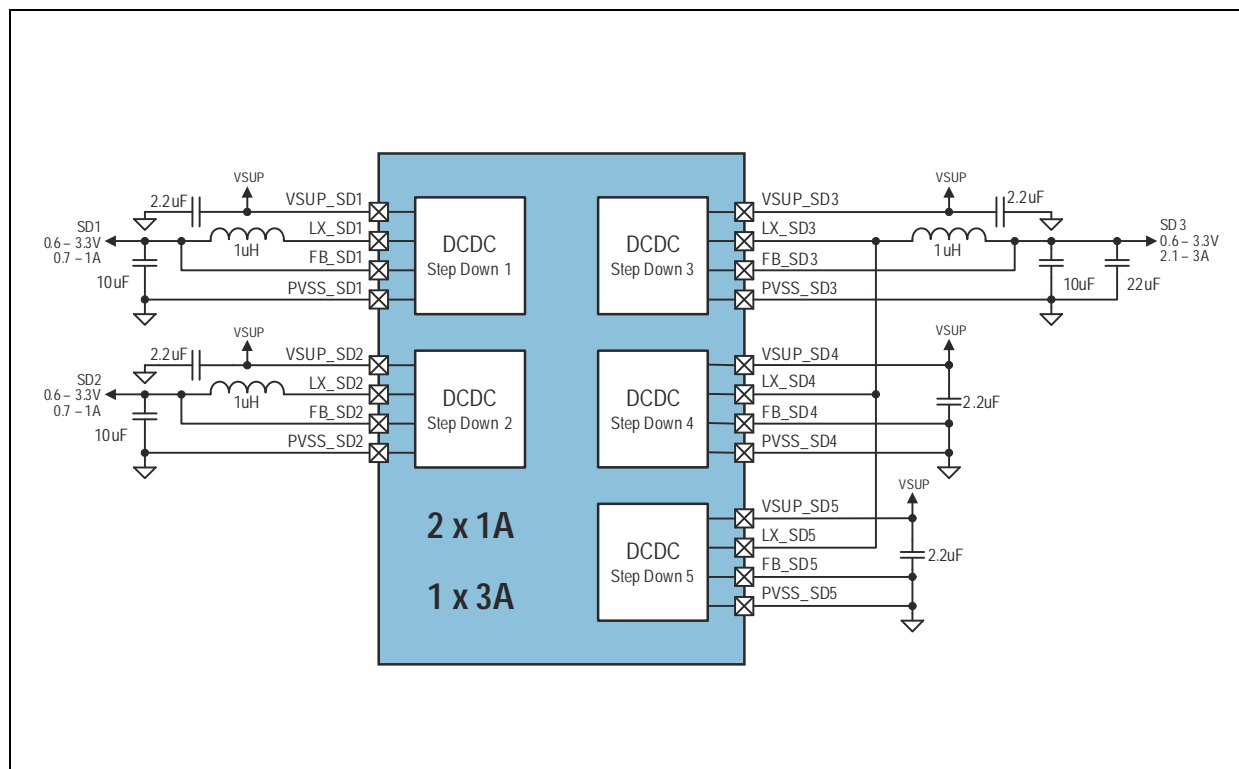 VSUP
2.2uF
VSUP_SD1
SD1
0.6 – 3.3V
0.7 – 1A
1uH
LX_SD1
FB_SD1
10uF
PVSS_SD1
DCDC
Step Down 1
VSUP
2.2uF
VSUP_SD2
SD2
0.6 – 3.3V
0.7 – 1A
1uH
LX_SD2
FB_SD2
10uF
PVSS_SD2
DCDC
Step Down 2
2 x 1A
1 x 3A
DCDC
Step Down 3
VSUP_SD3
VSUP
2.2uF
LX_SD3
1uH
SD3
0.6 – 3.3V
2.1 – 3A
FB_SD3
10uF
22uF
PVSS_SD3
DCDC
Step Down 4
VSUP
VSUP_SD4
LX_SD4
2.2uF
FB_SD4
PVSS_SD4
DCDC
Step Down 5
VSUP
VSUP_SD5
LX_SD5
2.2uF
FB_SD5
PVSS_SD5